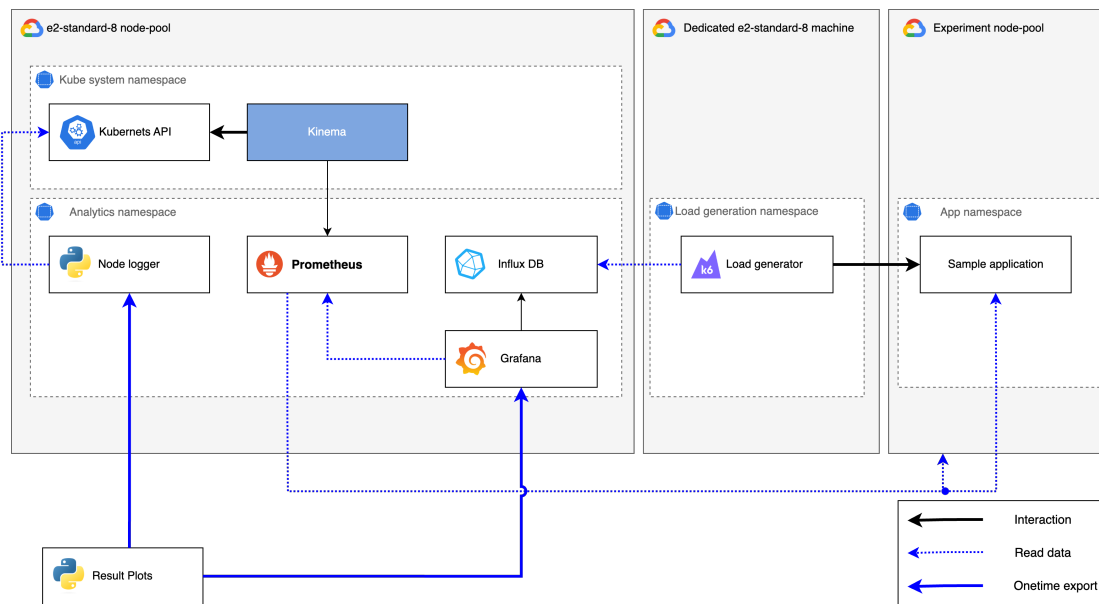 e2-standard-8 node-pool
Dedicated e2-standard-8 machine
Experiment node-pool
Kube system namespace
Kubernets API
api
Kinema
Analytics namespace
Load generation namespace
App namespace
Node logger
Prometheus
Influx DB
k6
Load generator
Sample application
Grafana
Interaction
Read data
Result Plots
Onetime export